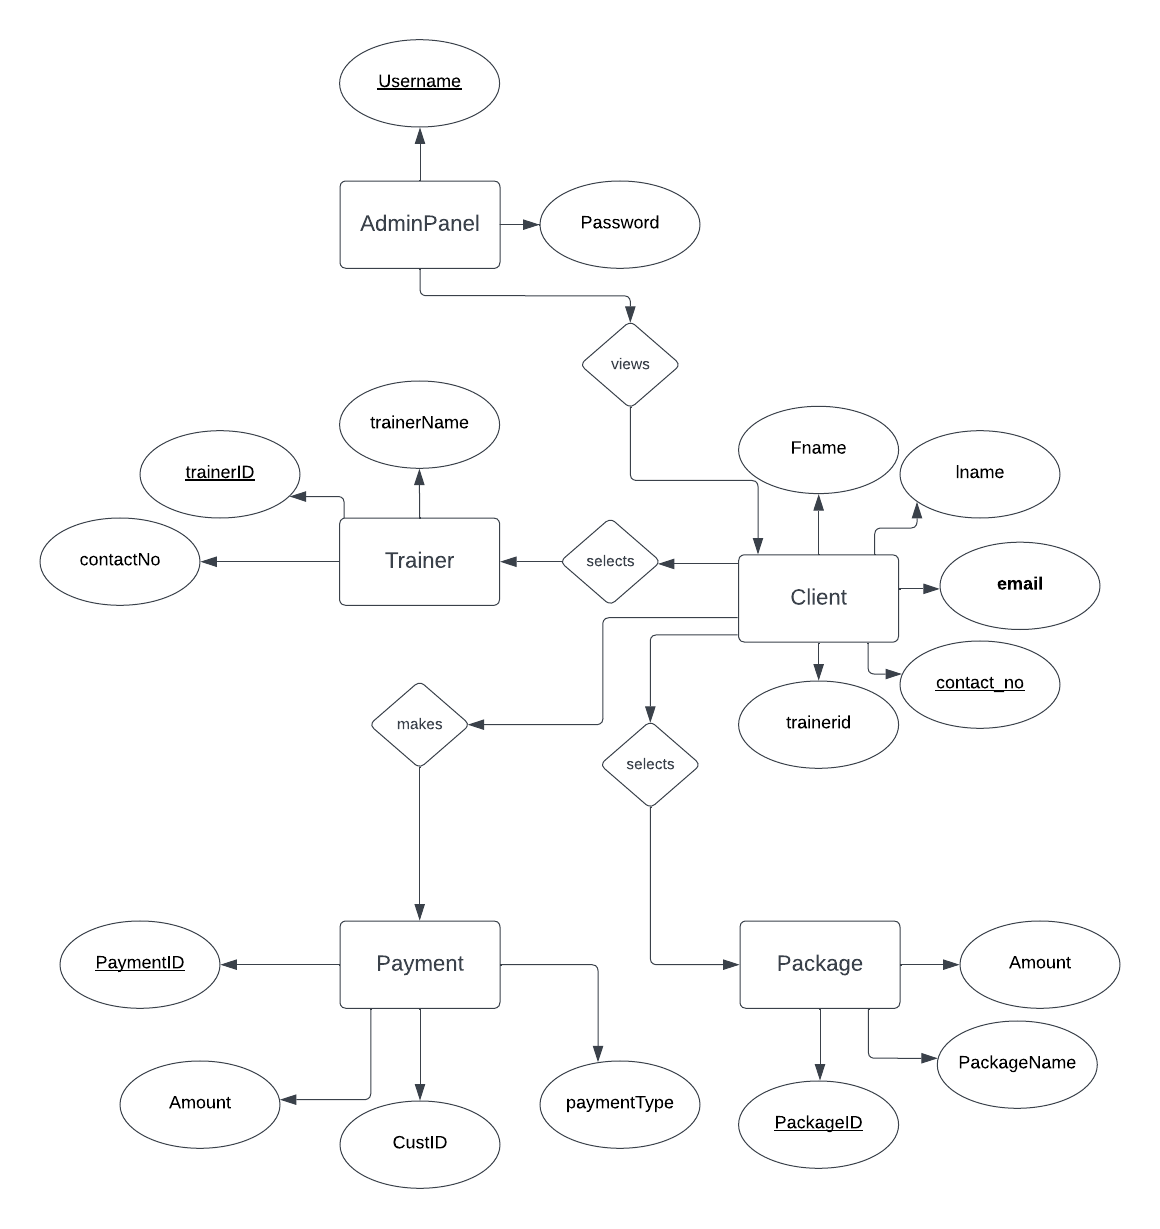 Username
AdminPanel
Password
views
trainerName
Fname
lname
trainerID
contactNo
Trainer
selects
Client
email
contact_no
trainerid
makes
selects
PaymentID
Payment
Package
Amount
PackageName
Amount
paymentType
CustID
PackageID